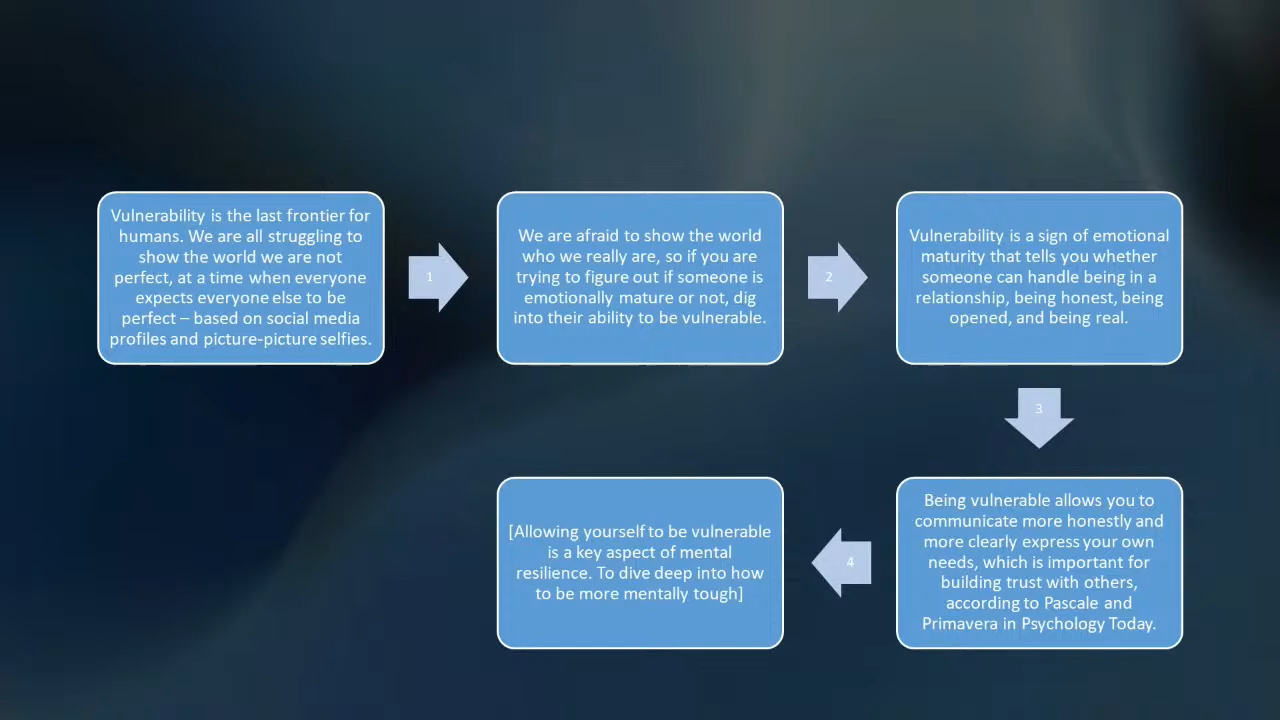 Vulnerability is the last frontier for
humans. We are all struggling to
show the world we are not
perfect, at a time when everyone
expects everyone else to be
perfect – based on social media
profiles and picture-picture selfies.
1
We are afraid to show the world
who we really are, so if you are
trying to figure out if someone is
emotionally mature or not, dig
into their ability to be vulnerable.
2
Vulnerability is a sign of emotional
maturity that tells you whether
someone can handle being in a
relationship, being honest, being
opened, and being real.
3
Being vulnerable allows you to
communicate more honestly and
more clearly express your own
needs, which is important for
building trust with others,
according to Pascale and
Primavera in Psychology Today.
4
[Allowing yourself to be vulnerable
is a key aspect of mental
resilience. To dive deep into how
to be more mentally tough]